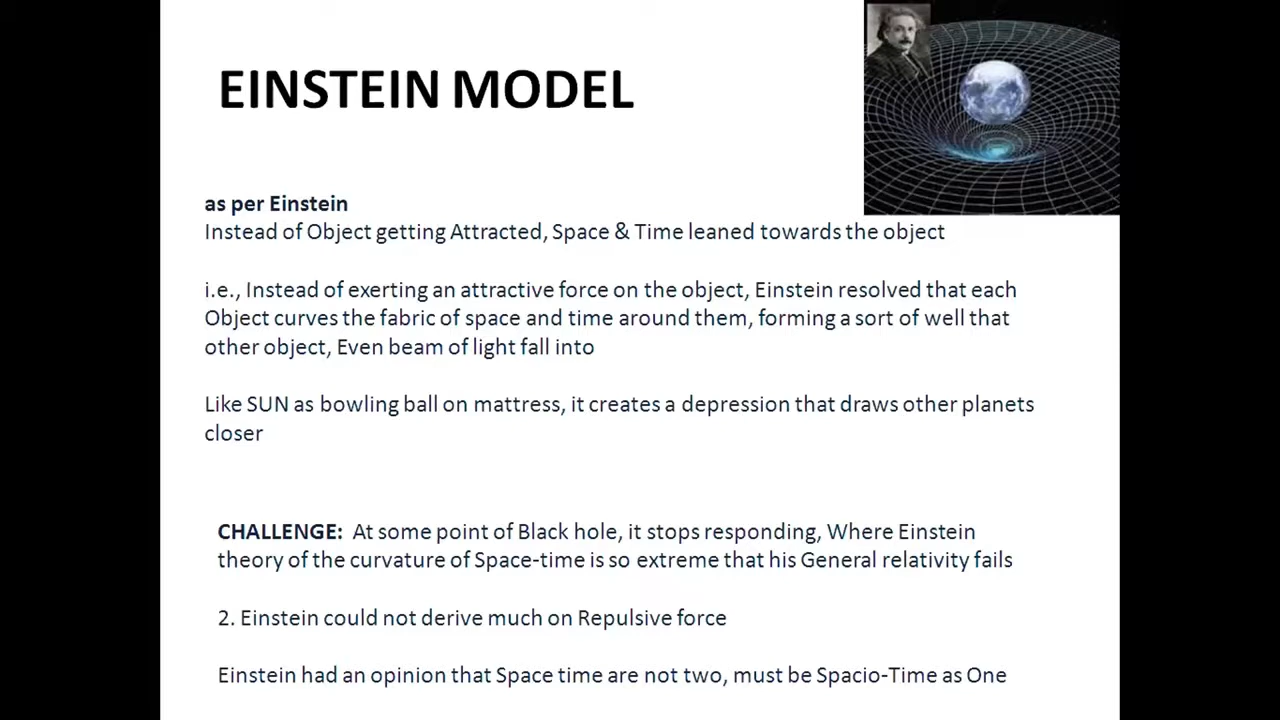 EINSTEIN MODEL
as per Einstein
Instead of Object getting Attracted, Space & Time leaned towards the object
i.e., Instead of exerting an attractive force on the object, Einstein resolved that each
Object curves the fabric of space and time around them, forming a sort of well that
other object, Even beam of light fall into
Like SUN as bowling ball on mattress, it creates a depression that draws other planets
closer
CHALLENGE: At some point of Black hole, it stops responding, Where Einstein
theory of the curvature of Space-time is so extreme that his General relativity fails
2. Einstein could not derive much on Repulsive force
Einstein had an opinion that Space time are not two, must be Spacio-Time as One